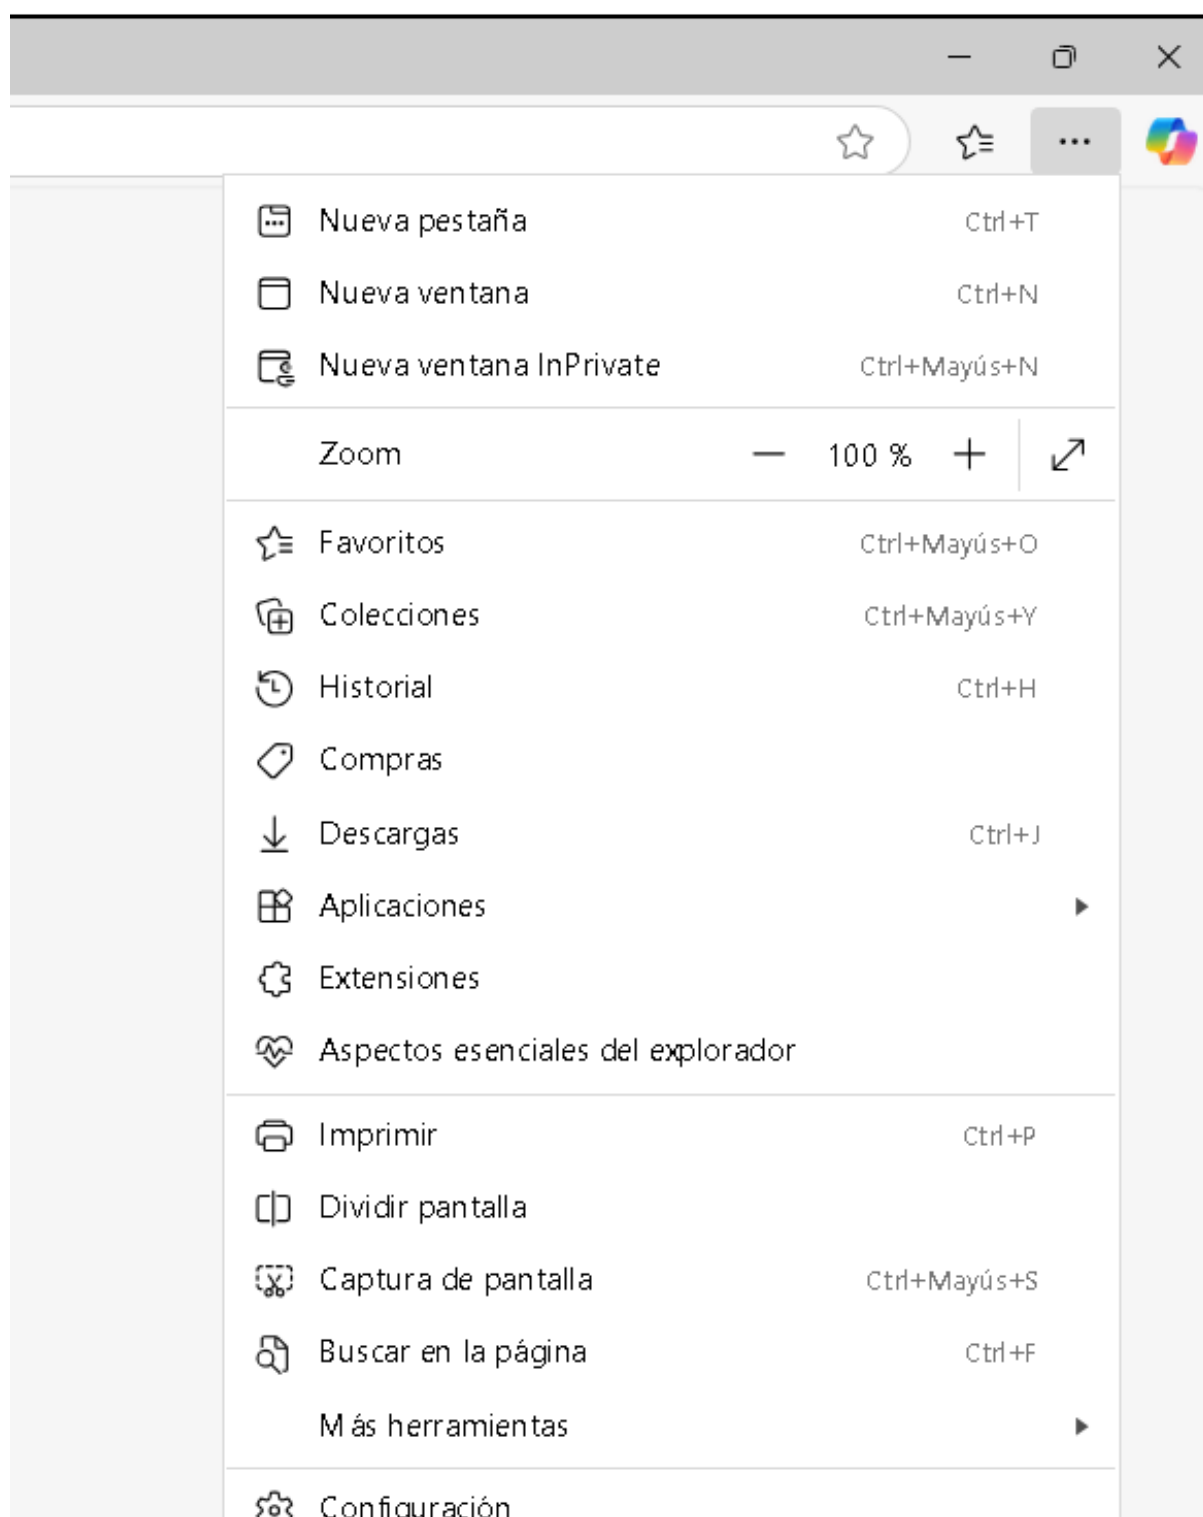 Nueva pestaña Ctrl+T
Nueva ventana Ctrl+N
Nueva ventana InPrivate Ctrl+Mayús+N
Zoom — 100 % +
Favoritos Ctrl+Mayús+O
Colecciones Ctrl+Mayús+Y
Historial Ctrl+H
Compras
Descargas Ctrl+J
Aplicaciones
Extensiones
Aspectos esenciales del explorador
Imprimir Ctrl+P
Dividir pantalla
Captura de pantalla Ctrl+Mayús+S
Buscar en la página Ctrl+F
Más herramientas
Configuración